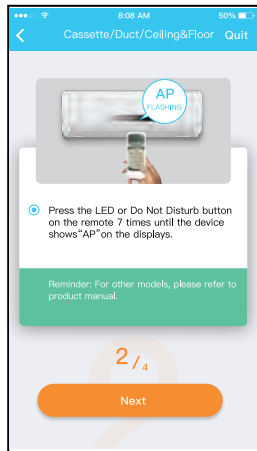 8:08 AM 50%
Cassette/Duct/Ceiling&Floor Quit
AP
FLASHING
Press the LED or Do Not Disturb button
on the remote 7 times until the device
shows“AP”on the displays.
Reminder: For other models, please refer to
product manual.
2/4
Next